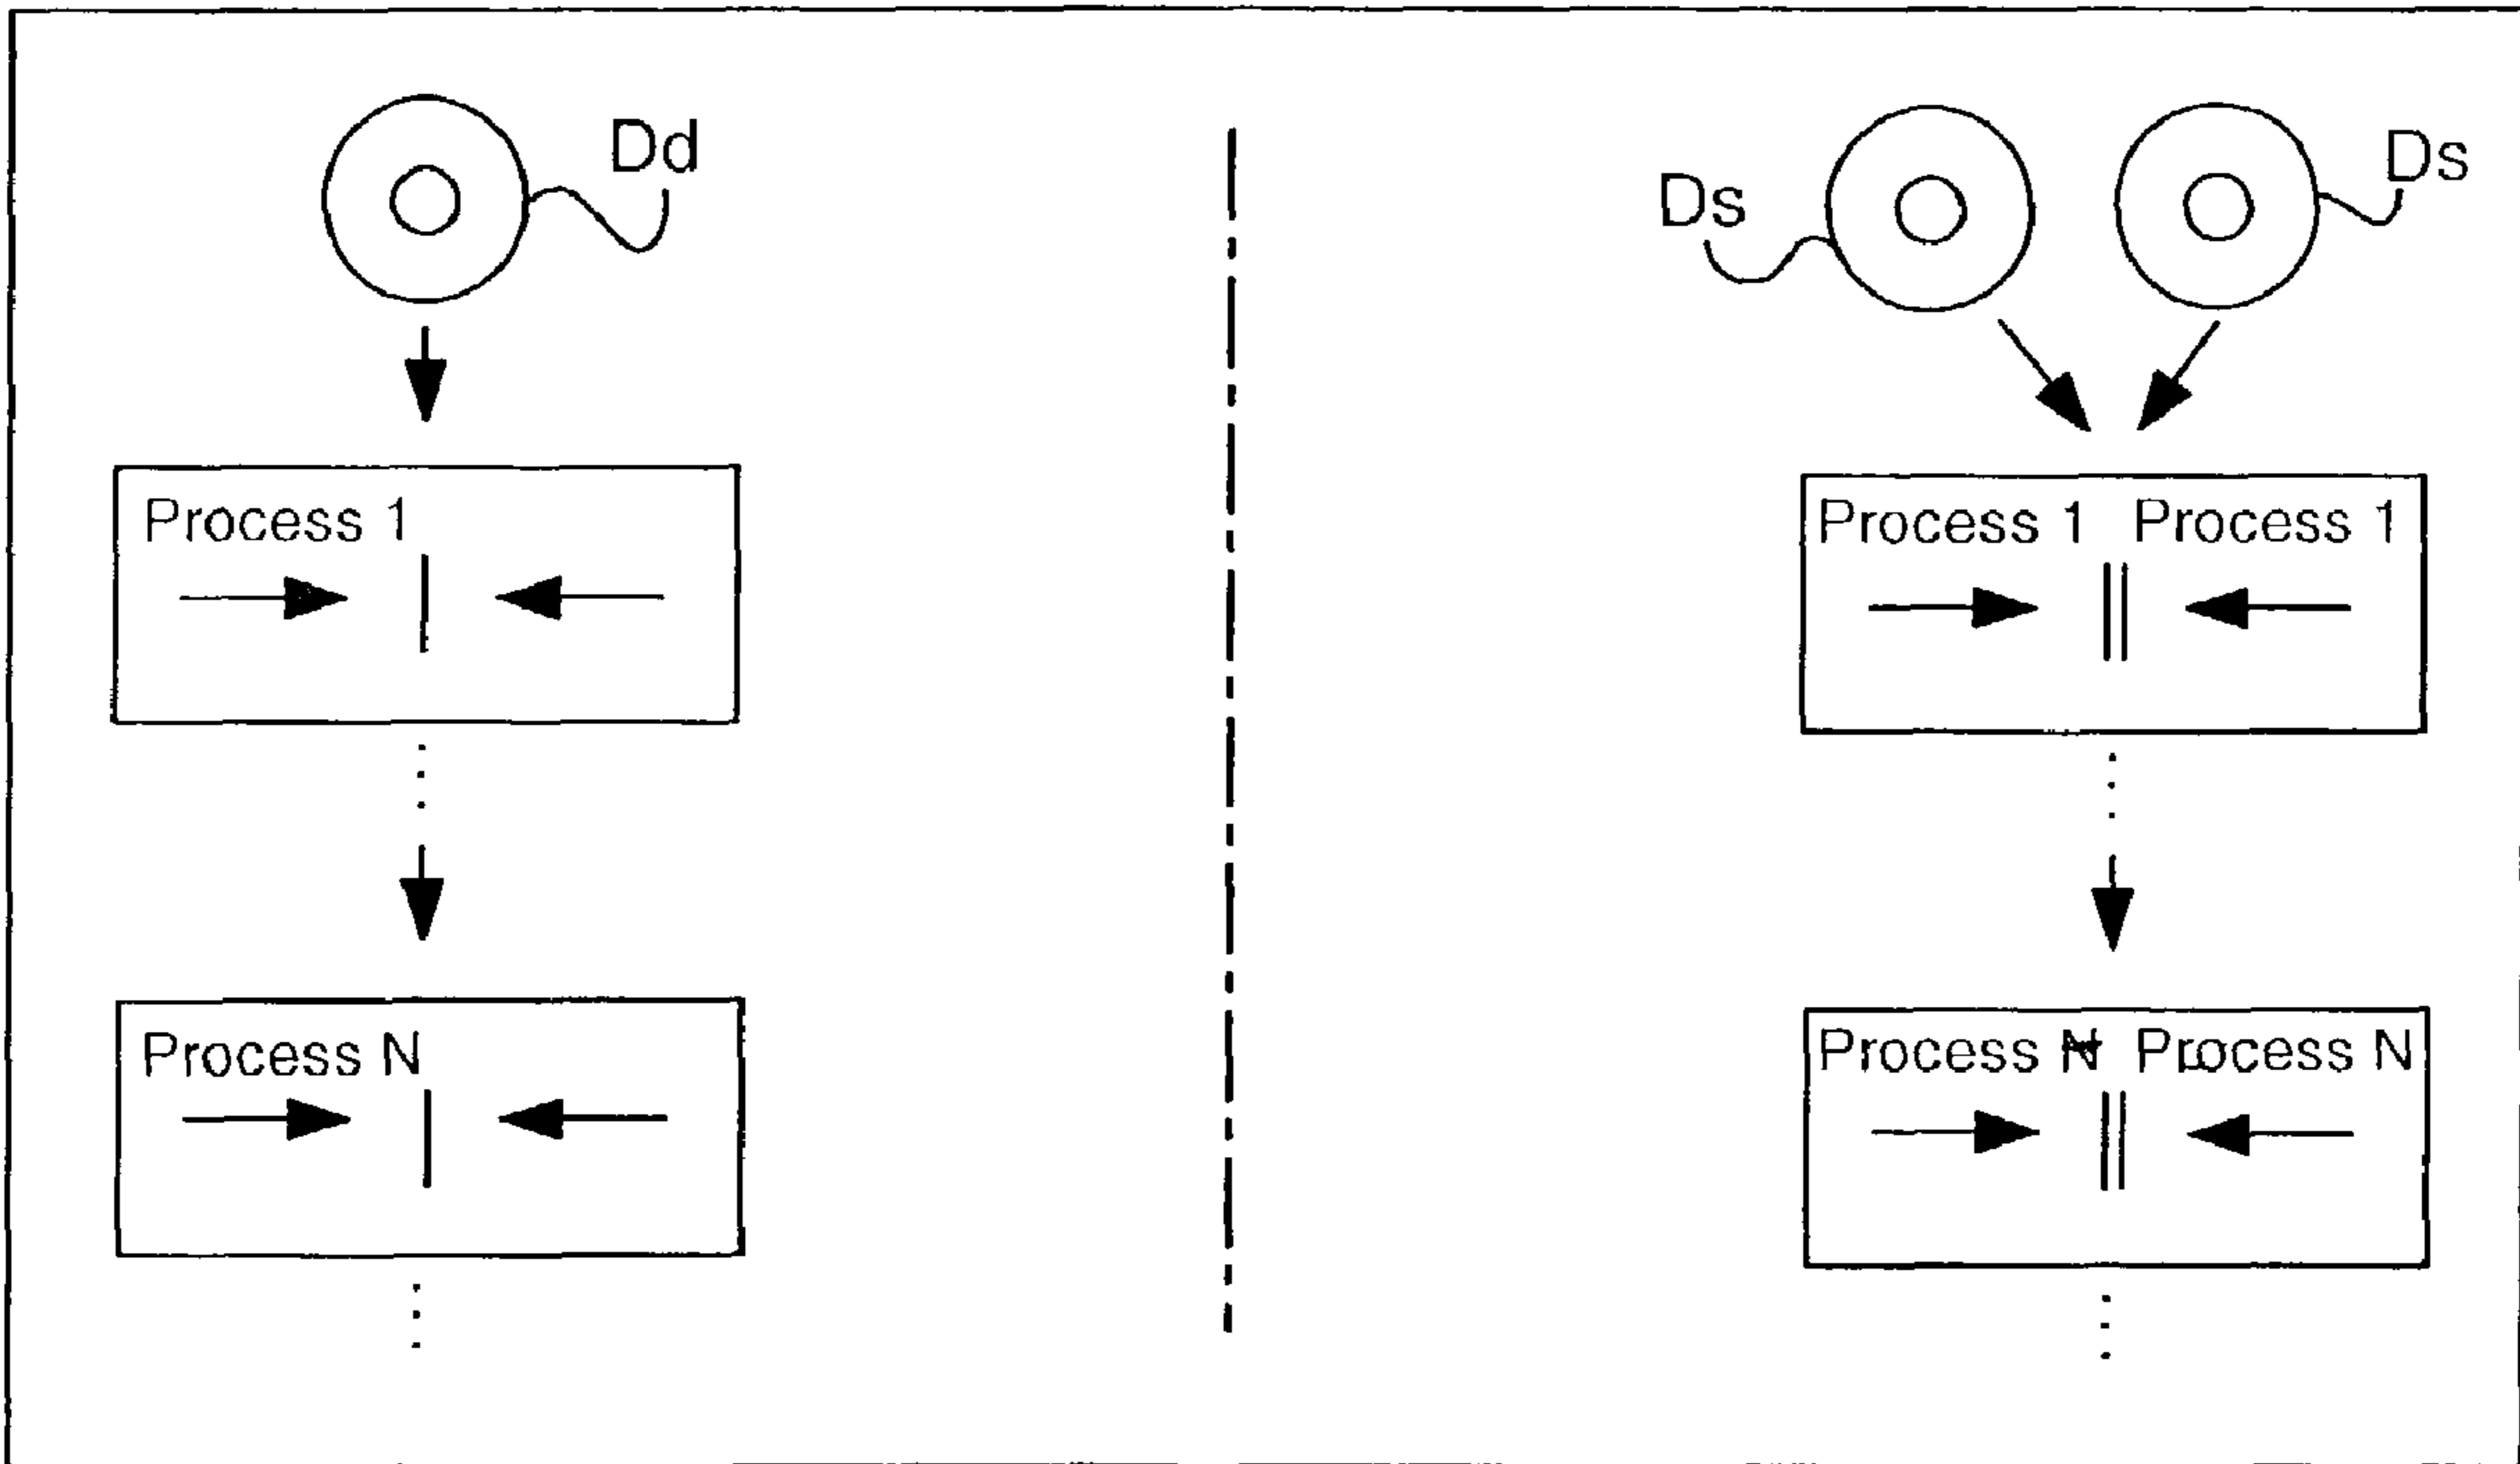 Dd
Ds
Ds
Process 1
Process 1 Process 1
Process N
Process N Process N